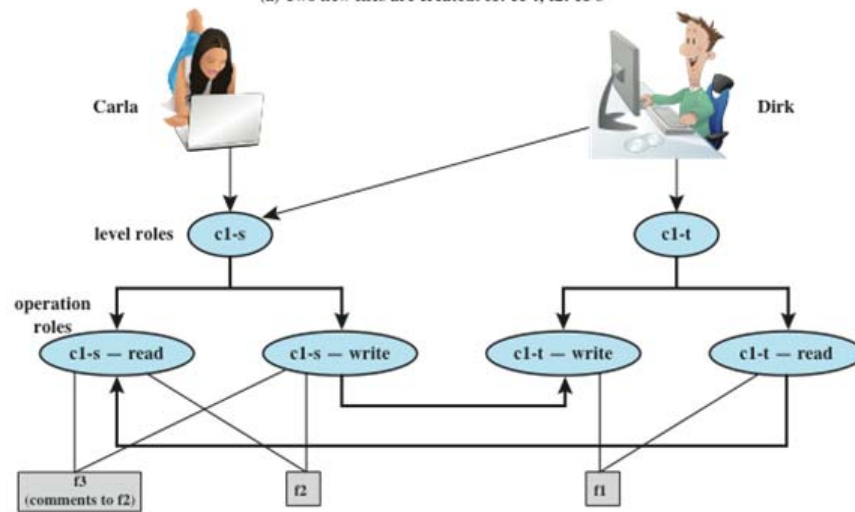 Carla
Dirk
level roles
c1-s
c1-t
operation
roles
c1-s — read
c1-s — write
c1-t — write
c1-t — read
f3
(comments to f2)
f2
f1